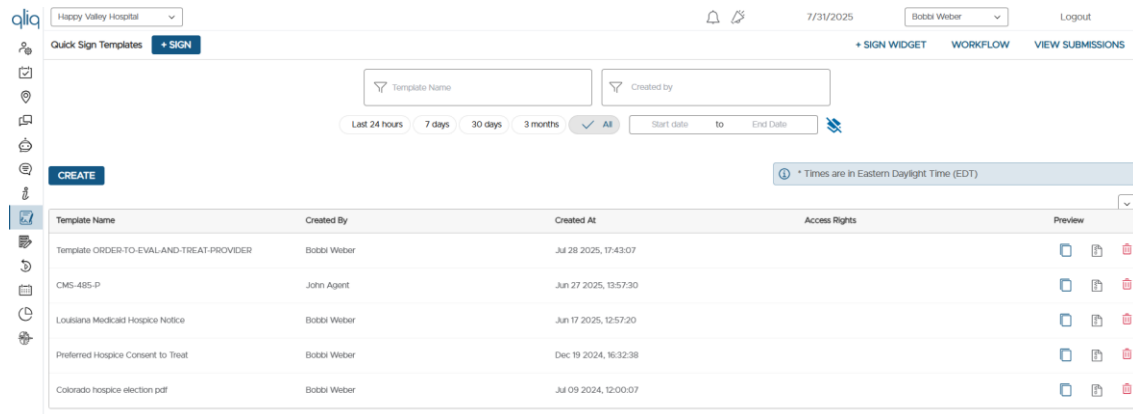 qliq Happy Valley Hospital 7/31/2025 Bobbi Weber Logout
Quick Sign Templates + SIGN + SIGN WIDGET WORKFLOW VIEW SUBMISSIONS
Template Name Created by
Last 24 hours 7 days 30 days 3 months All Start date to End Date
CREATE * Times are in Eastern Daylight Time (EDT)
Template Name Created By Created At Access Rights Preview
Template ORDER-TO-EVAL-AND-TREAT-PROVIDER Bobbi Weber Jul 28 2025, 17:43:07
CMS-485-P John Agent Jun 27 2025, 13:57:30
Louisiana Medicaid Hospice Notice Bobbi Weber Jun 17 2025, 12:57:20
Preferred Hospice Consent to Treat Bobbi Weber Dec 19 2024, 16:32:38
Colorado hospice election pdf Bobbi Weber Jul 09 2024, 12:00:07